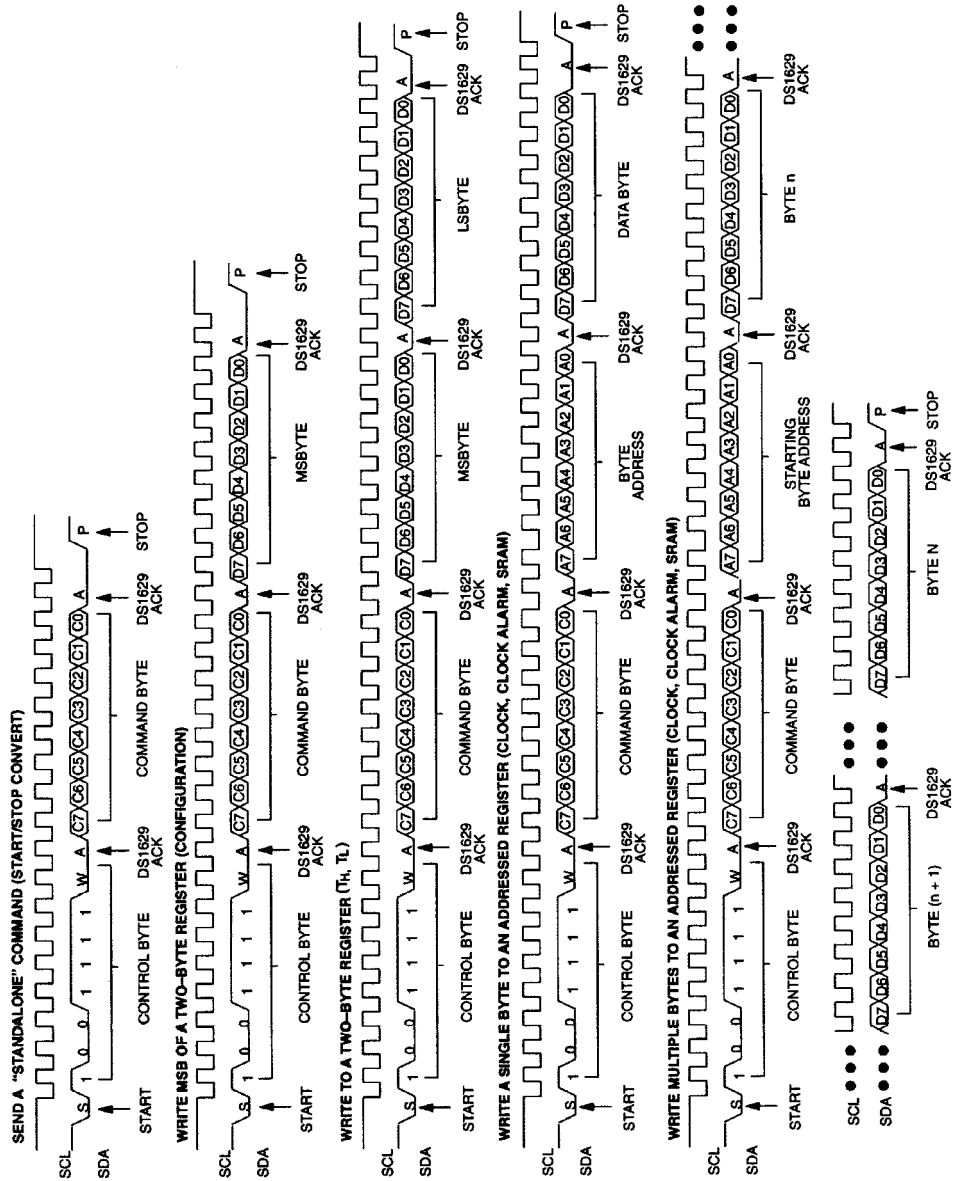 SEND A “STANDALONE” COMMAND (START/STOP CONVERT)
SCL
SDA
S 1 0 0 1 1 1 1 W A C7 C6 C5 C4 C3 C2 C1 C0 A P
START CONTROL BYTE DS1629 ACK COMMAND BYTE DS1629 ACK STOP
WRITE MSB OF A TWO–BYTE REGISTER (CONFIGURATION)
SCL
SDA
S 1 0 0 1 1 1 1 W A C7 C6 C5 C4 C3 C2 C1 C0 A D7 D6 D5 D4 D3 D2 D1 D0 A P
START CONTROL BYTE DS1629 ACK COMMAND BYTE DS1629 ACK MSBYTE DS1629 ACK STOP
WRITE TO A TWO–BYTE REGISTER (TH, TL)
SCL
SDA
S 1 0 0 1 1 1 1 W A C7 C6 C5 C4 C3 C2 C1 C0 A D7 D6 D5 D4 D3 D2 D1 D0 A D7 D6 D5 D4 D3 D2 D1 D0 A P
START CONTROL BYTE DS1629 ACK COMMAND BYTE DS1629 ACK MSBYTE DS1629 ACK LSBYTE DS1629 ACK STOP
WRITE A SINGLE BYTE TO AN ADDRESSED REGISTER (CLOCK, CLOCK ALARM, SRAM)
SCL
SDA
S 1 0 0 1 1 1 1 W A C7 C6 C5 C4 C3 C2 C1 C0 A A7 A6 A5 A4 A3 A2 A1 A0 A D7 D6 D5 D4 D3 D2 D1 D0 A P
START CONTROL BYTE DS1629 ACK COMMAND BYTE DS1629 ACK BYTE ADDRESS DS1629 ACK DATA BYTE DS1629 ACK STOP
WRITE MULTIPLE BYTES TO AN ADDRESSED REGISTER (CLOCK, CLOCK ALARM, SRAM)
SCL
SDA
S 1 0 0 1 1 1 1 W A C7 C6 C5 C4 C3 C2 C1 C0 A A7 A6 A5 A4 A3 A2 A1 A0 A D7 D6 D5 D4 D3 D2 D1 D0 A
START CONTROL BYTE DS1629 ACK COMMAND BYTE DS1629 ACK STARTING BYTE ADDRESS DS1629 ACK BYTE n DS1629 ACK
SCL
SDA
D7 D6 D5 D4 D3 D2 D1 D0 A D7 D6 D5 D4 D3 D2 D1 D0 A P
BYTE (n + 1) DS1629 ACK BYTE N DS1629 ACK STOP